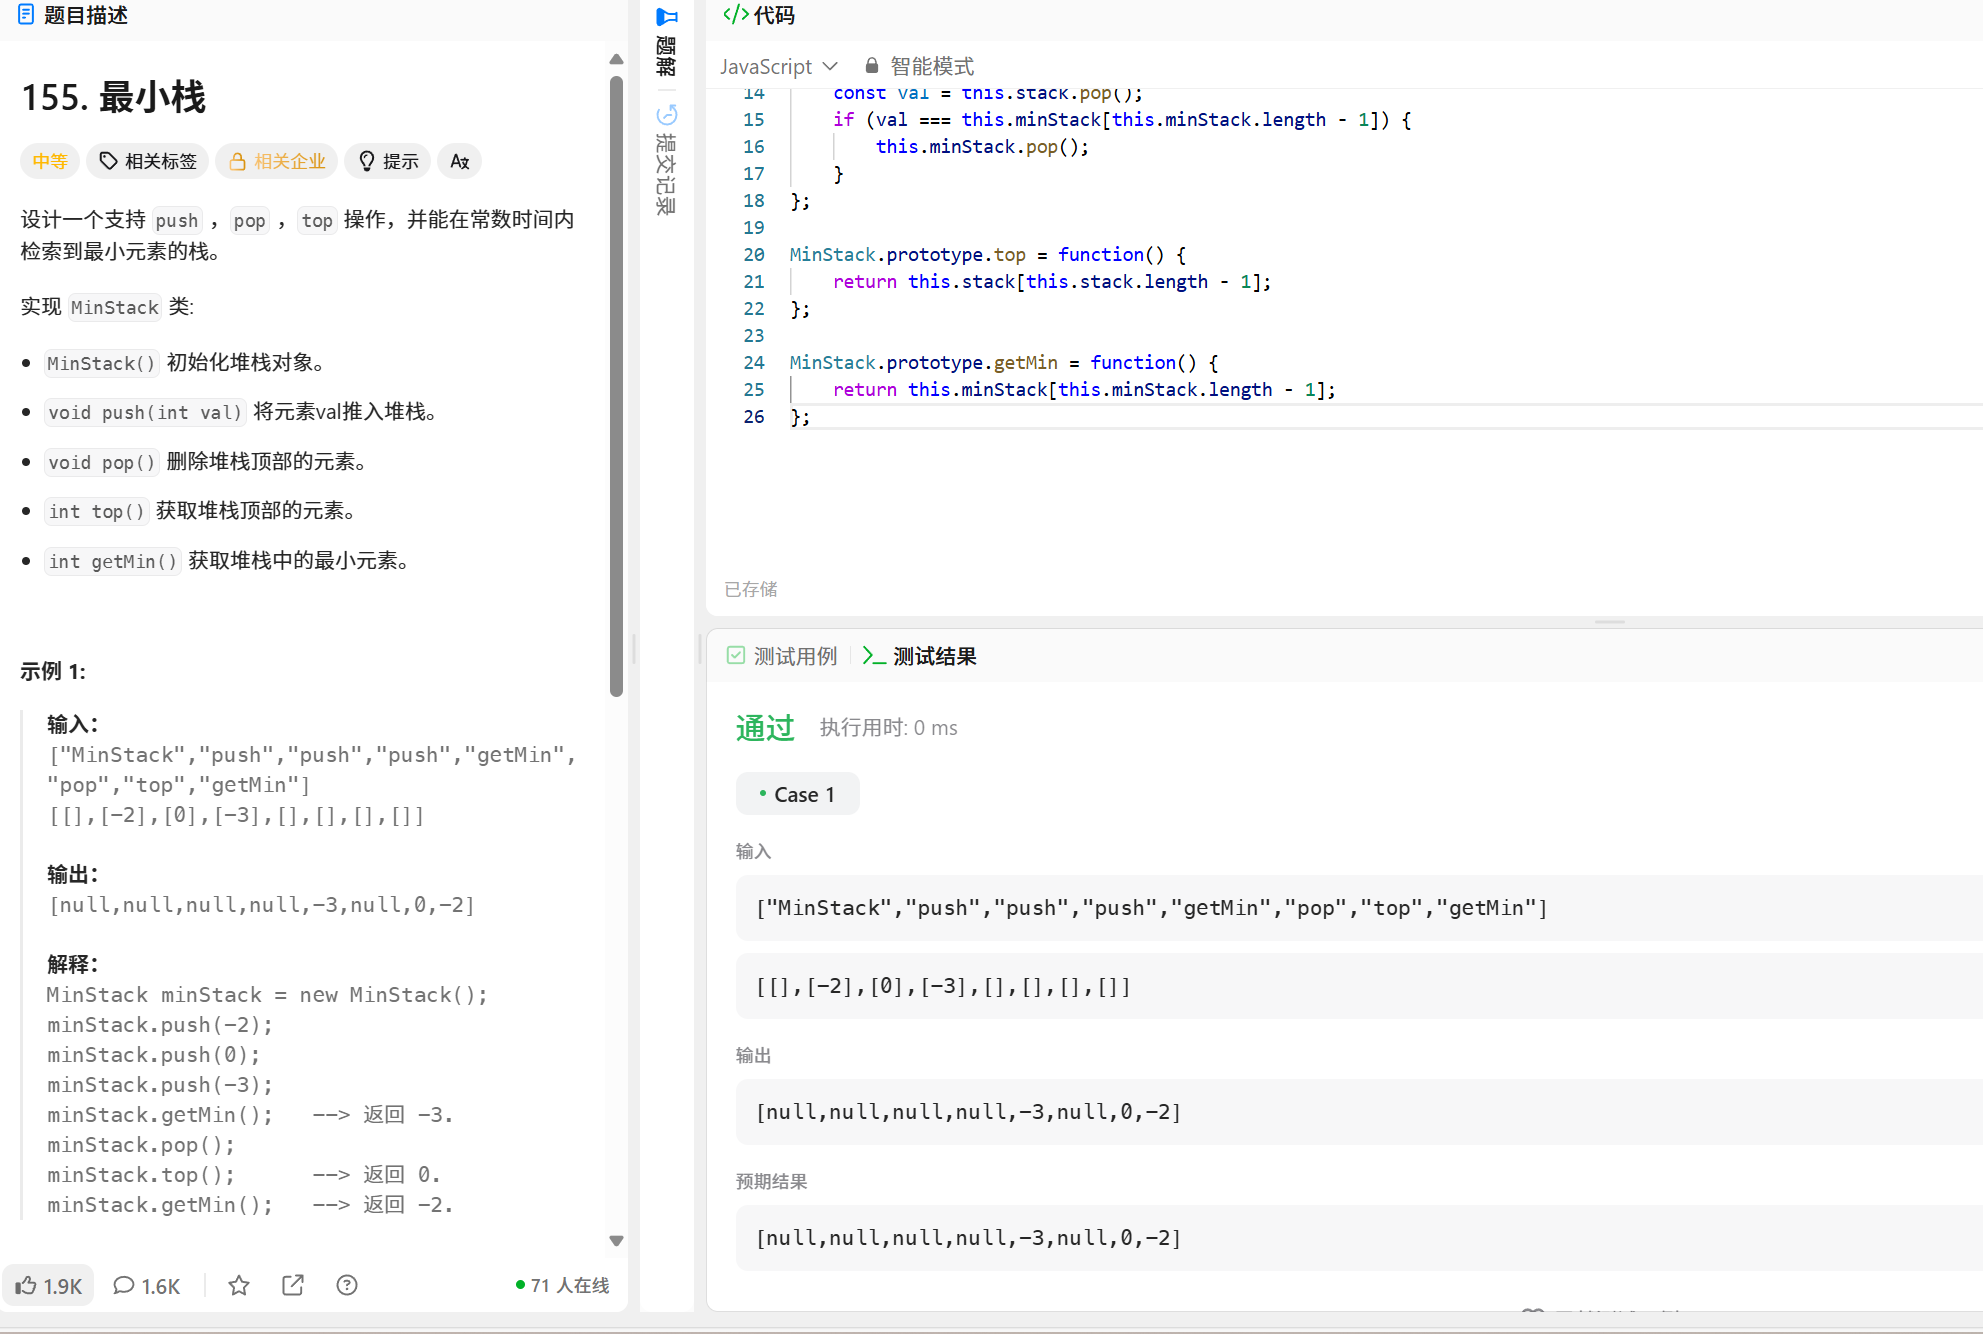 题目描述
155. 最小栈
中等 相关标签 相关企业 提示
设计一个支持 push ，pop ，top 操作，并能在常数时间内
检索到最小元素的栈。
实现 MinStack 类:
MinStack() 初始化堆栈对象。
void push(int val) 将元素val推入堆栈。
void pop() 删除堆栈顶部的元素。
int top() 获取堆栈顶部的元素。
int getMin() 获取堆栈中的最小元素。
示例 1:
输入：
["MinStack","push","push","push","getMin",
"pop","top","getMin"]
[[],[-2],[0],[-3],[],[],[],[]]
输出：
[null,null,null,null,-3,null,0,-2]
解释：
MinStack minStack = new MinStack();
minStack.push(-2);
minStack.push(0);
minStack.push(-3);
minStack.getMin();   --> 返回 -3.
minStack.pop();
minStack.top();      --> 返回 0.
minStack.getMin();   --> 返回 -2.
1.9K 1.6K 71 人在线
题解
提交记录
</> 代码
JavaScript 智能模式
14 const val = this.stack.pop();
15 if (val === this.minStack[this.minStack.length - 1]) {
16 this.minStack.pop();
17 }
18 };
19
20 MinStack.prototype.top = function() {
21 return this.stack[this.stack.length - 1];
22 };
23
24 MinStack.prototype.getMin = function() {
25 return this.minStack[this.minStack.length - 1];
26 };
已存储
测试用例 >_ 测试结果
通过 执行用时: 0 ms
Case 1
输入
["MinStack","push","push","push","getMin","pop","top","getMin"]
[[],[-2],[0],[-3],[],[],[],[]]
输出
[null,null,null,null,-3,null,0,-2]
预期结果
[null,null,null,null,-3,null,0,-2]